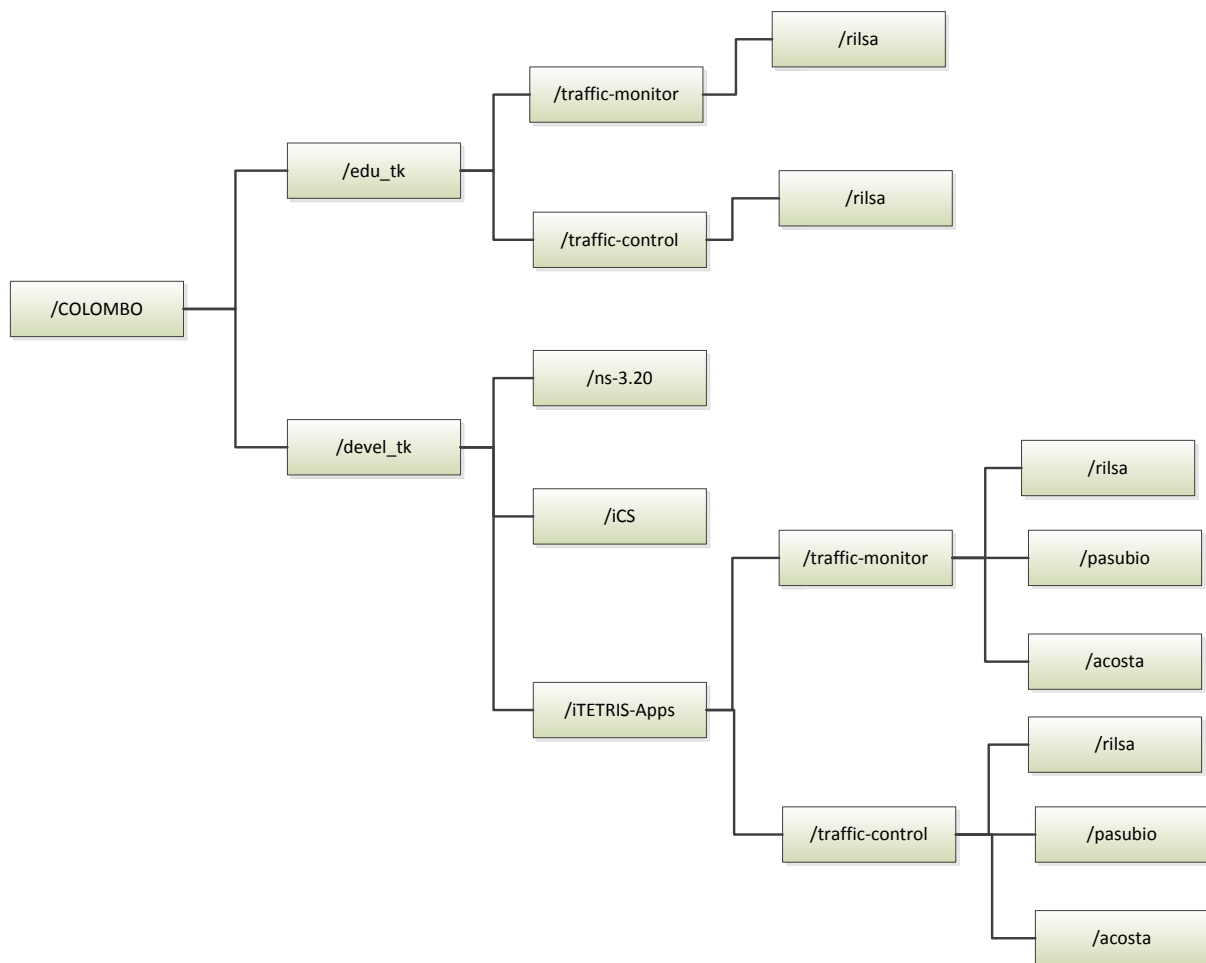 /COLOMBO
/edu_tk
/traffic-monitor
/rilsa
/traffic-control
/rilsa
/devel_tk
/ns-3.20
/iCS
/iTETRIS-Apps
/traffic-monitor
/rilsa
/pasubio
/acosta
/traffic-control
/rilsa
/pasubio
/acosta